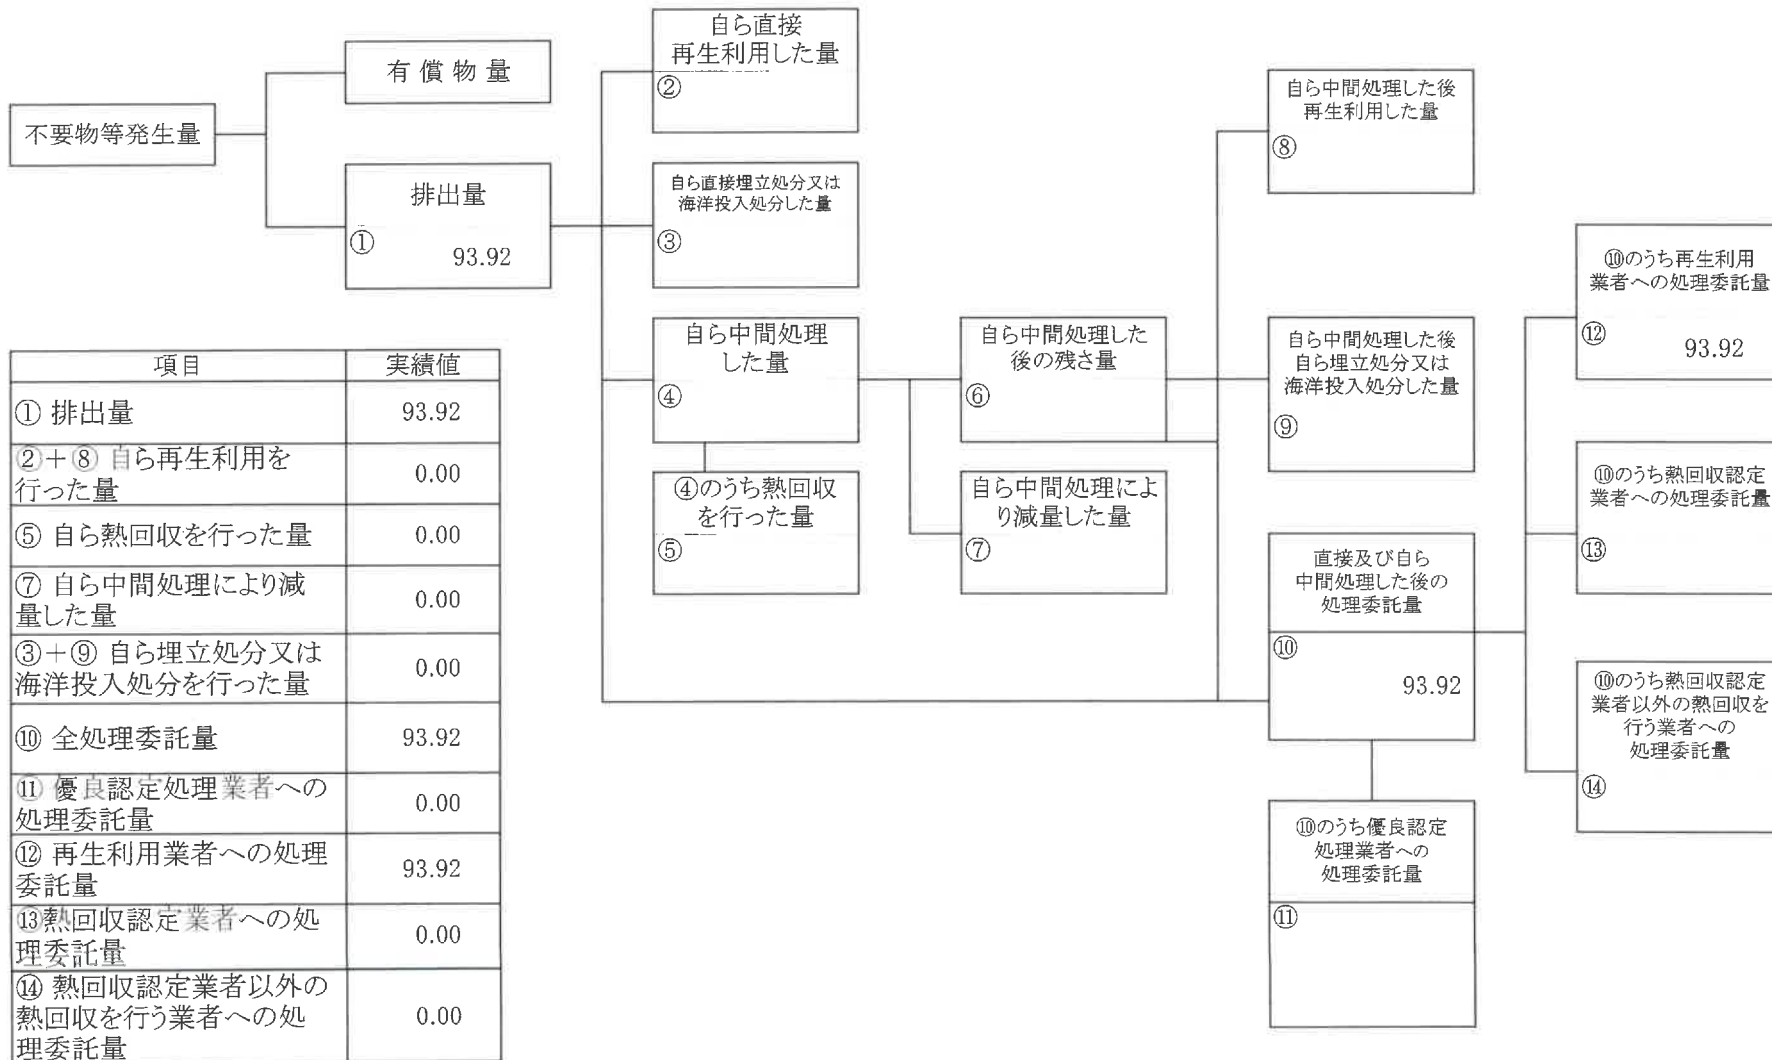 不要物等発生量
有償物量
排出量
①
93.92
自ら直接
再生利用した量
②
自ら直接埋立処分又は
海洋投入処分した量
③
自ら中間処理
した量
④
④のうち熱回収
を行った量
⑤
自ら中間処理した
後の残さ量
⑥
自ら中間処理によ
り減量した量
⑦
自ら中間処理した後
再生利用した量
⑧
自ら中間処理した後
自ら埋立処分又は
海洋投入処分した量
⑨
直接及び自ら
中間処理した後の
処理委託量
⑩
93.92
⑩のうち優良認定
処理業者への
処理委託量
⑪
⑩のうち再生利用
業者への処理委託量
⑫
93.92
⑩のうち熱回収認定
業者への処理委託量
⑬
⑩のうち熱回収認定
業者以外の熱回収を
行う業者への
処理委託量
⑭
項目 実績値
① 排出量 93.92
②+⑧ 自ら再生利用を
行った量 0.00
⑤ 自ら熱回収を行った量 0.00
⑦ 自ら中間処理により減
量した量 0.00
③+⑨ 自ら埋立処分又は
海洋投入処分を行った量 0.00
⑩ 全処理委託量 93.92
⑪ 優良認定処理業者への
処理委託量 0.00
⑫ 再生利用業者への処理
委託量 93.92
⑬熱回収認定業者への処
理委託量 0.00
⑭ 熱回収認定業者以外の
熱回収を行う業者への処
理委託量 0.00